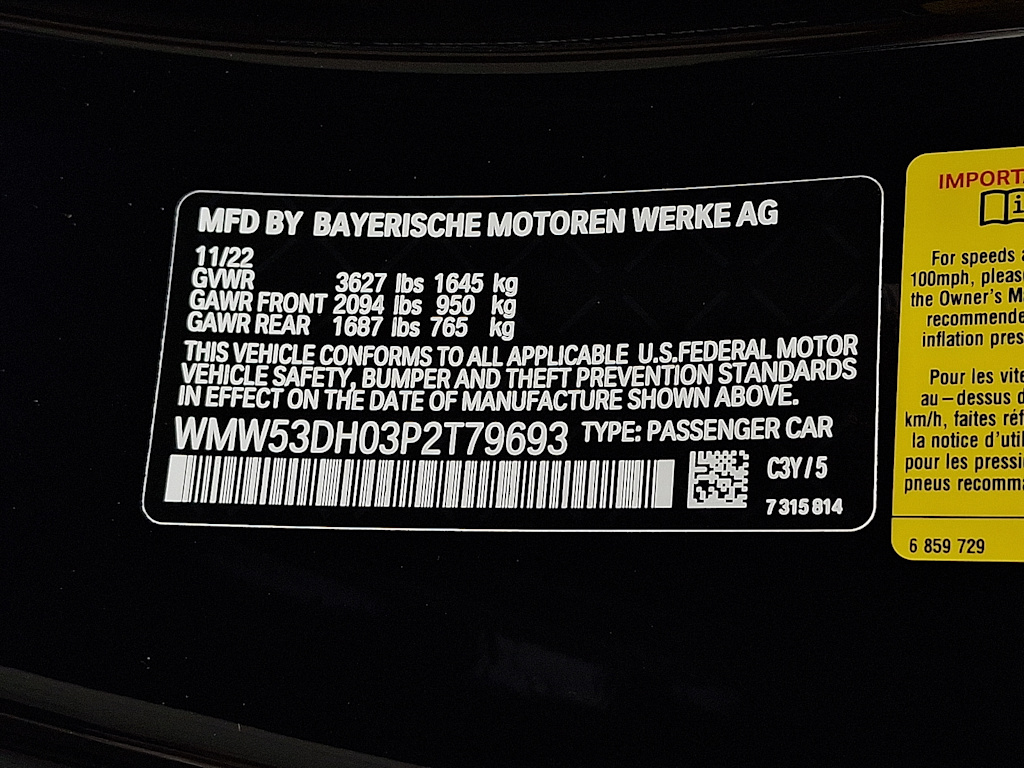 MFD BY BAYERISCHE MOTOREN WERKE AG
11/22
GVWR 3627 lbs 1645 kg
GAWR FRONT 2094 lbs 950 kg
GAWR REAR 1687 lbs 765 kg
THIS VEHICLE CONFORMS TO ALL APPLICABLE U.S.FEDERAL MOTOR
VEHICLE SAFETY, BUMPER AND THEFT PREVENTION STANDARDS
IN EFFECT ON THE DATE OF MANUFACTURE SHOWN ABOVE.
WMW53DH03P2T79693 TYPE: PASSENGER CAR
C3Y/5
7 315 814
IMPORTA
For speeds a
100mph, please
the Owner's M
recommende
inflation pres
Pour les vite
au-dessus d
km/h, faites réf
la notice d'util
pour les pressi
pneus recomma
6 859 729